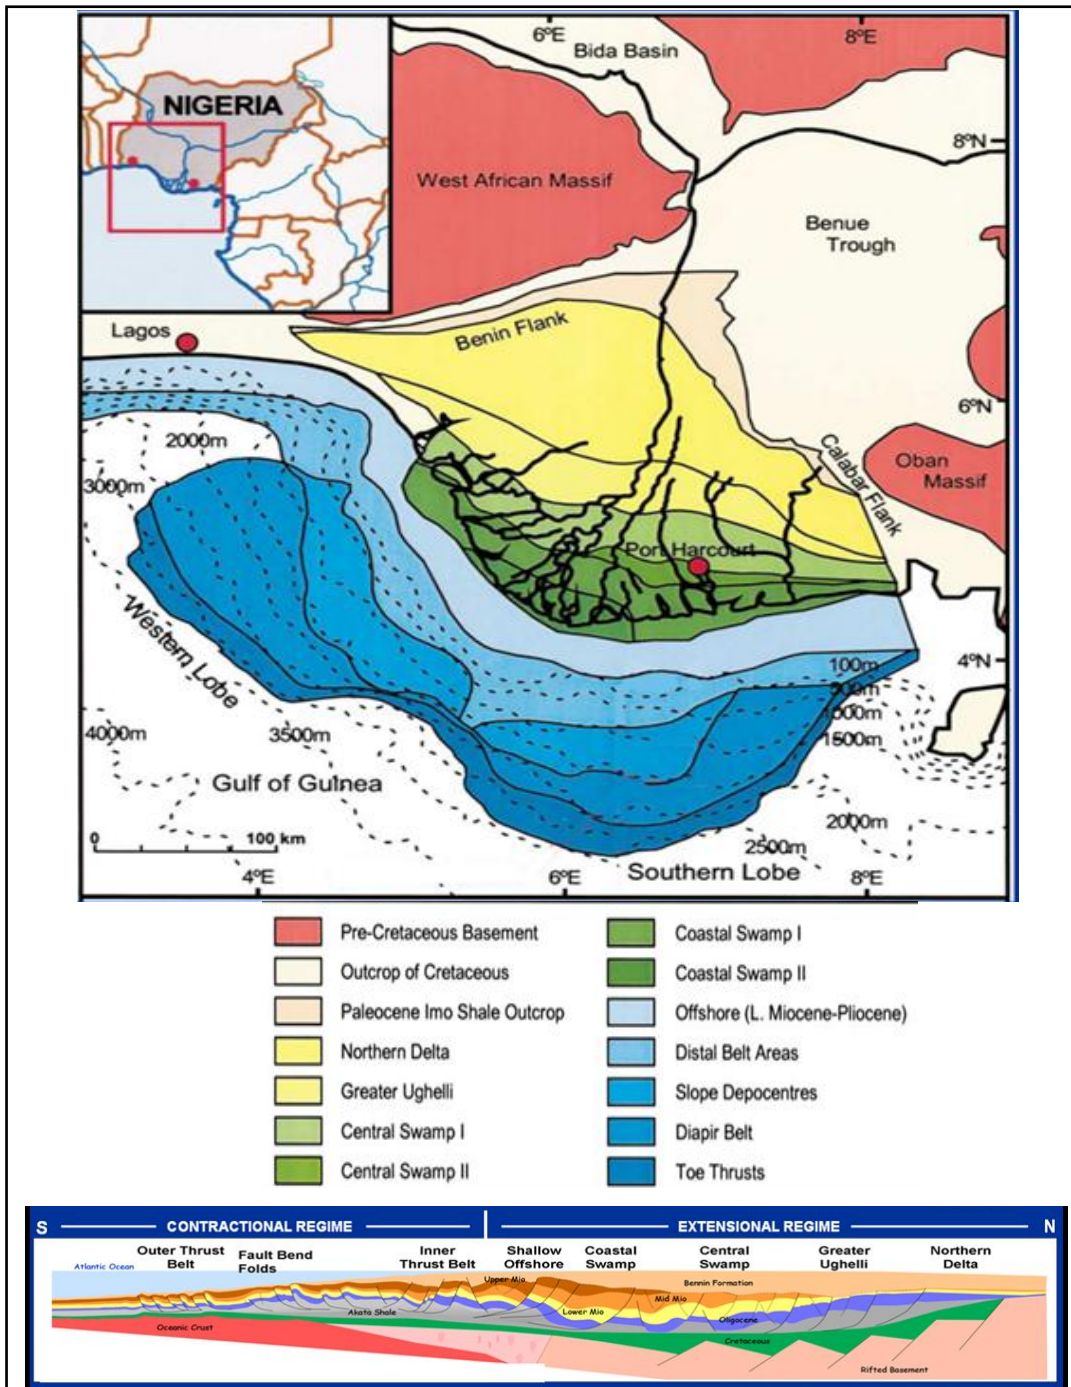 6ºE
8ºE
Bida Basin
NIGERIA
8ºN
West African Massif
Benue
Trough
Lagos
Benin Flank
6ºN
2000m
Calabar Flank
Oban
Massif
3000m
Port Harcourt
Western Lobe
100m
4ºN
500m
1000m
4000m
3500m
1500m
Gulf of Guinea
0
100 km
2000m
2500m
Southern Lobe
4ºE
6ºE
8ºE
Pre-Cretaceous Basement
Outcrop of Cretaceous
Paleocene Imo Shale Outcrop
Northern Delta
Greater Ughelli
Central Swamp I
Central Swamp II
Coastal Swamp I
Coastal Swamp II
Offshore (L. Miocene-Pliocene)
Distal Belt Areas
Slope Depocentres
Diapir Belt
Toe Thrusts
S
CONTRACTIONAL REGIME
EXTENSIONAL REGIME
N
Atlantic Ocean
Outer Thrust
Belt
Fault Bend
Folds
Inner
Thrust Belt
Shallow
Offshore
Coastal
Swamp
Central
Swamp
Greater
Ughelli
Northern
Delta
Upper Mio
Bennin Formation
Mid Mio
Akata Shale
Lower Mio
Oligocene
Oceanic Crust
Cretaceous
Rifted Basement